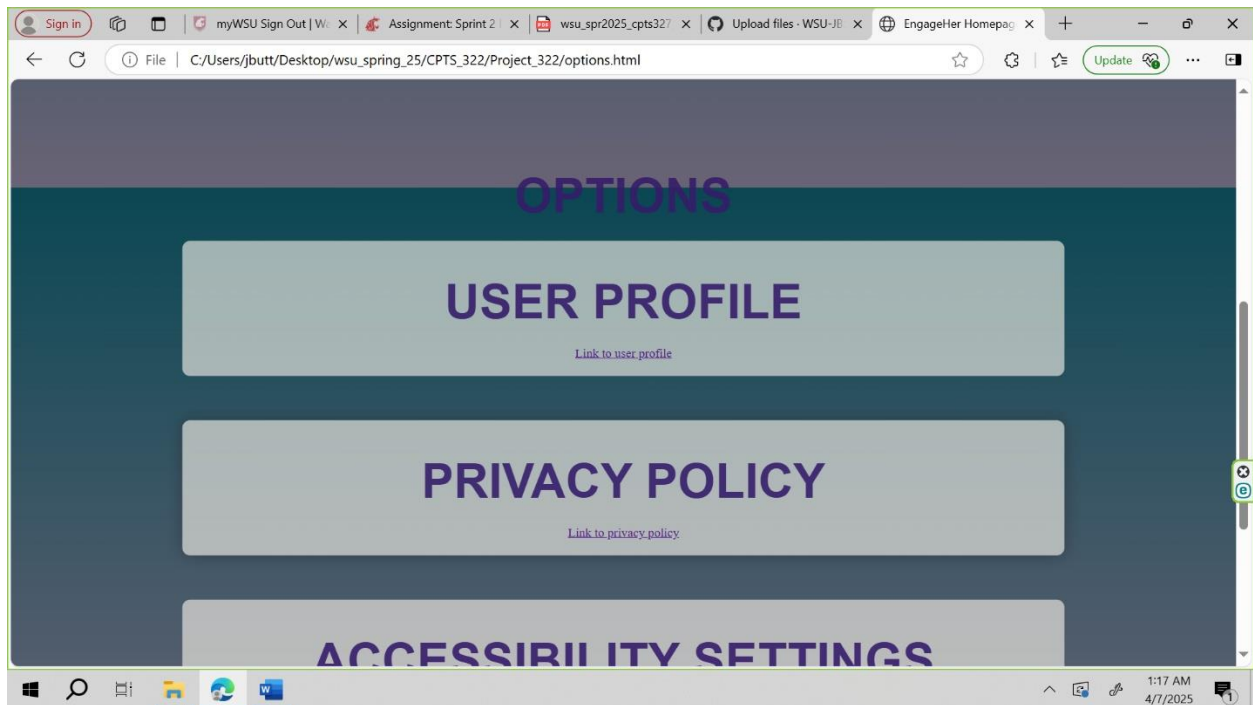 Sign in
myWSU Sign Out | Wa
Assignment: Sprint 2 |
wsu_spr2025_cpts327
Upload files · WSU-JB
EngageHer Homepag
File
C:/Users/jbutt/Desktop/wsu_spring_25/CPTS_322/Project_322/options.html
Update
OPTIONS
USER PROFILE
Link to user profile
PRIVACY POLICY
Link to privacy policy
ACCESSIBILITY SETTINGS
1:17 AM
4/7/2025
1